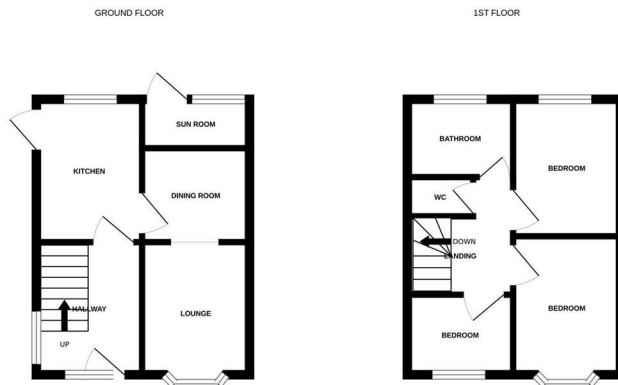 GROUND FLOOR
1ST FLOOR
SUN ROOM
KITCHEN
DINING ROOM
HALLWAY
LOUNGE
UP
BATHROOM
BEDROOM
WC
DOWN
LANDING
BEDROOM
BEDROOM